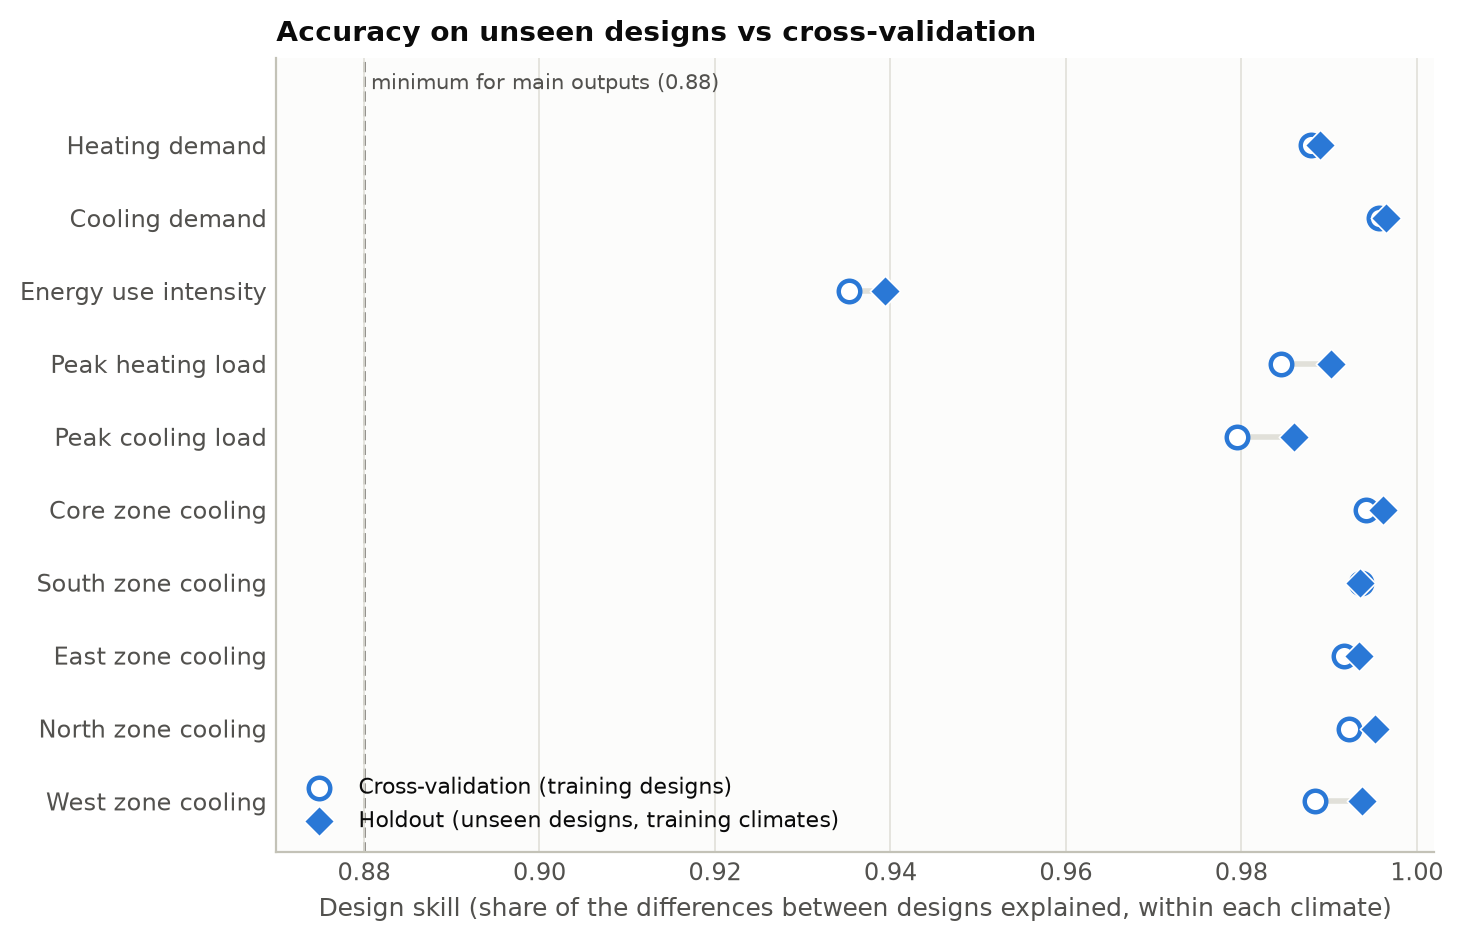 Accuracy on unseen designs vs cross-validation
minimum for main outputs (0.88)
Heating demand
Cooling demand
Energy use intensity
Peak heating load
Peak cooling load
Core zone cooling
South zone cooling
East zone cooling
North zone cooling
West zone cooling
Cross-validation (training designs)
Holdout (unseen designs, training climates)
0.88 0.90 0.92 0.94 0.96 0.98 1.00
Design skill (share of the differences between designs explained, within each climate)